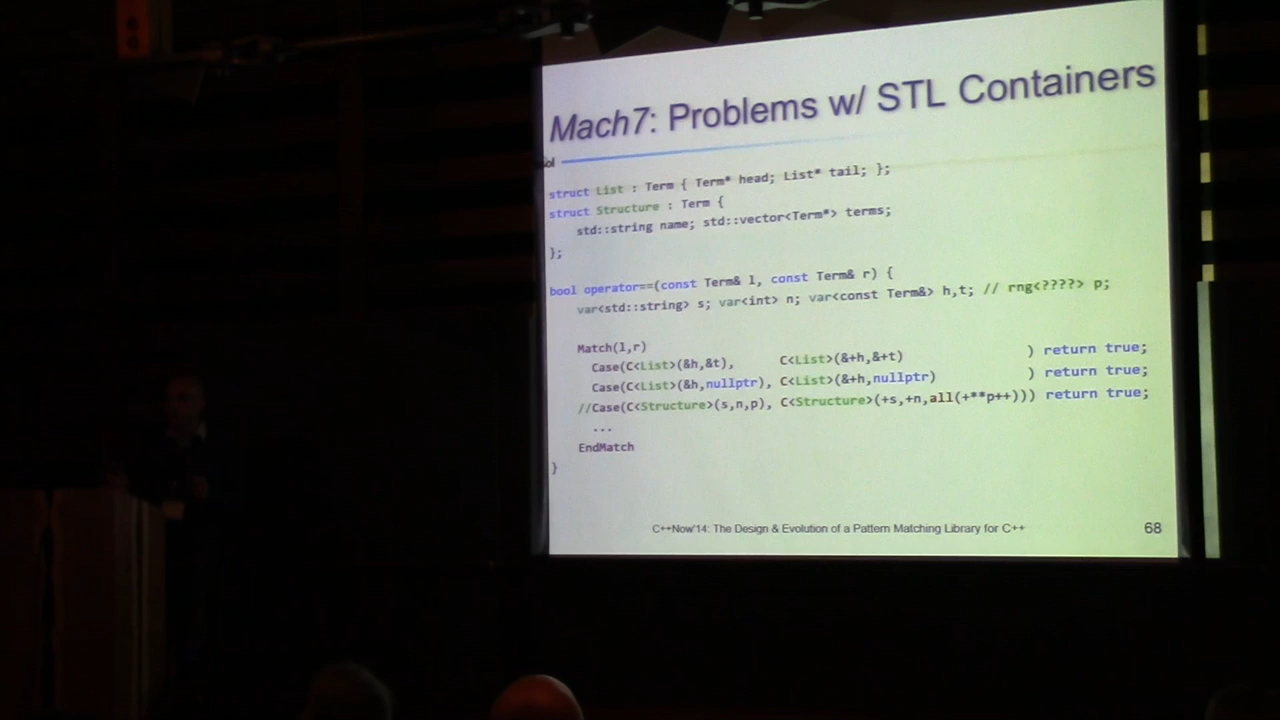 Mach7: Problems w/ STL Containers
ol
struct List : Term { Term* head; List* tail; };
struct Structure : Term {
std::string name; std::vector<Term*> terms;
};
bool operator==(const Term& l, const Term& r) {
var<std::string> s; var<int> n; var<const Term&> h,t; // rng<????> p;
Match(l,r)
Case(C<List>(&h,&t), C<List>(&+h,&+t) ) return true;
Case(C<List>(&h,nullptr), C<List>(&+h,nullptr) ) return true;
//Case(C<Structure>(s,n,p), C<Structure>(+s,+n,all(+**p++))) return true;
...
EndMatch
}
C++Now'14: The Design & Evolution of a Pattern Matching Library for C++
68